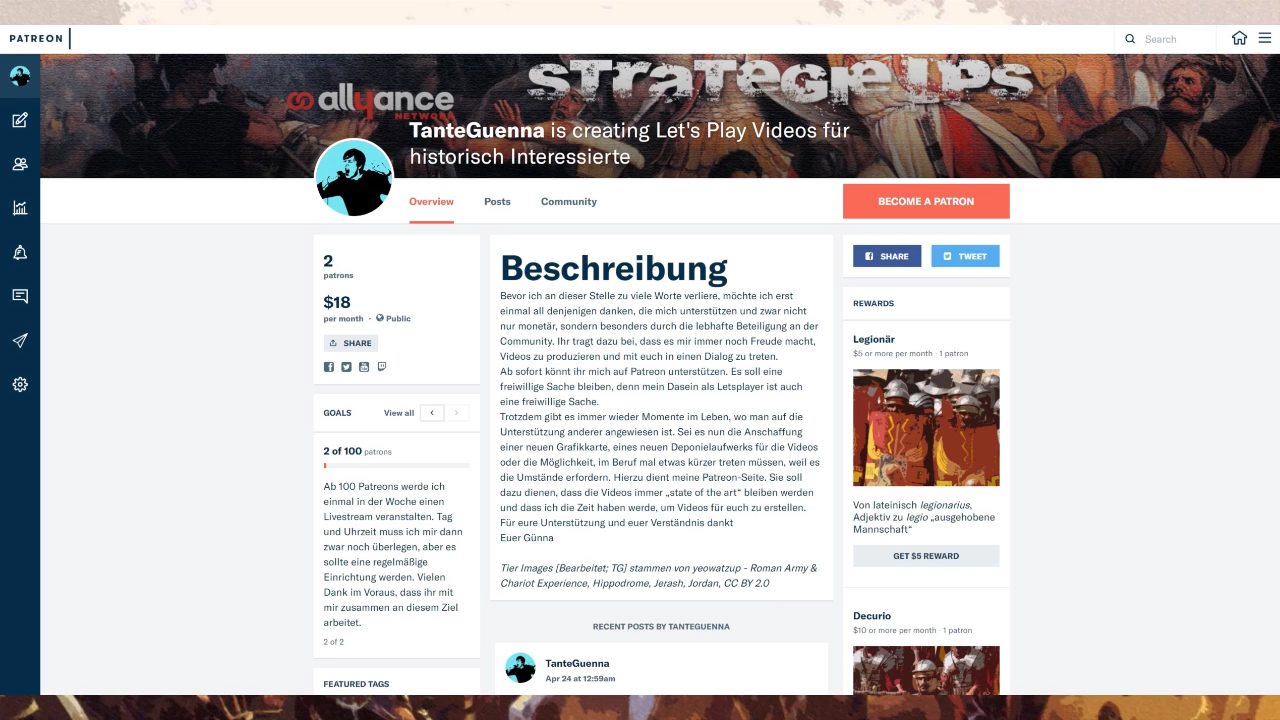 PATREON
Search
sTraTegieTps
allyance
NETWORK
TanteGuenna is creating Let's Play Videos für
historisch Interessierte
Overview
Posts
Community
BECOME A PATRON
2
patrons
$18
per month · Public
SHARE
GOALS
View all
2 of 100 patrons
Ab 100 Patreons werde ich
einmal in der Woche einen
Livestream veranstalten. Tag
und Uhrzeit muss ich mir dann
zwar noch überlegen, aber es
sollte eine regelmäßige
Einrichtung werden. Vielen
Dank im Voraus, dass ihr mit
mir zusammen an diesem Ziel
arbeitet.
2 of 2
FEATURED TAGS
Beschreibung
Bevor ich an dieser Stelle zu viele Worte verliere, möchte ich erst
einmal all denjenigen danken, die mich unterstützen und zwar nicht
nur monetär, sondern besonders durch die lebhafte Beteiligung an der
Community. Ihr tragt dazu bei, dass es mir immer noch Freude macht,
Videos zu produzieren und mit euch in einen Dialog zu treten.
Ab sofort könnt ihr mich auf Patreon unterstützen. Es soll eine
freiwillige Sache bleiben, denn mein Dasein als Letsplayer ist auch
eine freiwillige Sache.
Trotzdem gibt es immer wieder Momente im Leben, wo man auf die
Unterstützung anderer angewiesen ist. Sei es nun die Anschaffung
einer neuen Grafikkarte, eines neuen Deponielaufwerks für die Videos
oder die Möglichkeit, im Beruf mal etwas kürzer treten müssen, weil es
die Umstände erfordern. Hierzu dient meine Patreon-Seite. Sie soll
dazu dienen, dass die Videos immer „state of the art“ bleiben werden
und dass ich die Zeit haben werde, um Videos für euch zu erstellen.
Für eure Unterstützung und euer Verständnis dankt
Euer Günna
Tier Images [Bearbeitet; TG] stammen von yeowatzup - Roman Army &
Chariot Experience, Hippodrome, Jerash, Jordan, CC BY 2.0
RECENT POSTS BY TANTEGUENNA
TanteGuenna
Apr 24 at 12:59am
SHARE
TWEET
REWARDS
Legionär
$5 or more per month · 1 patron
Von lateinisch legionarius,
Adjektiv zu legio „ausgehobene
Mannschaft“
GET $5 REWARD
Decurio
$10 or more per month · 1 patron